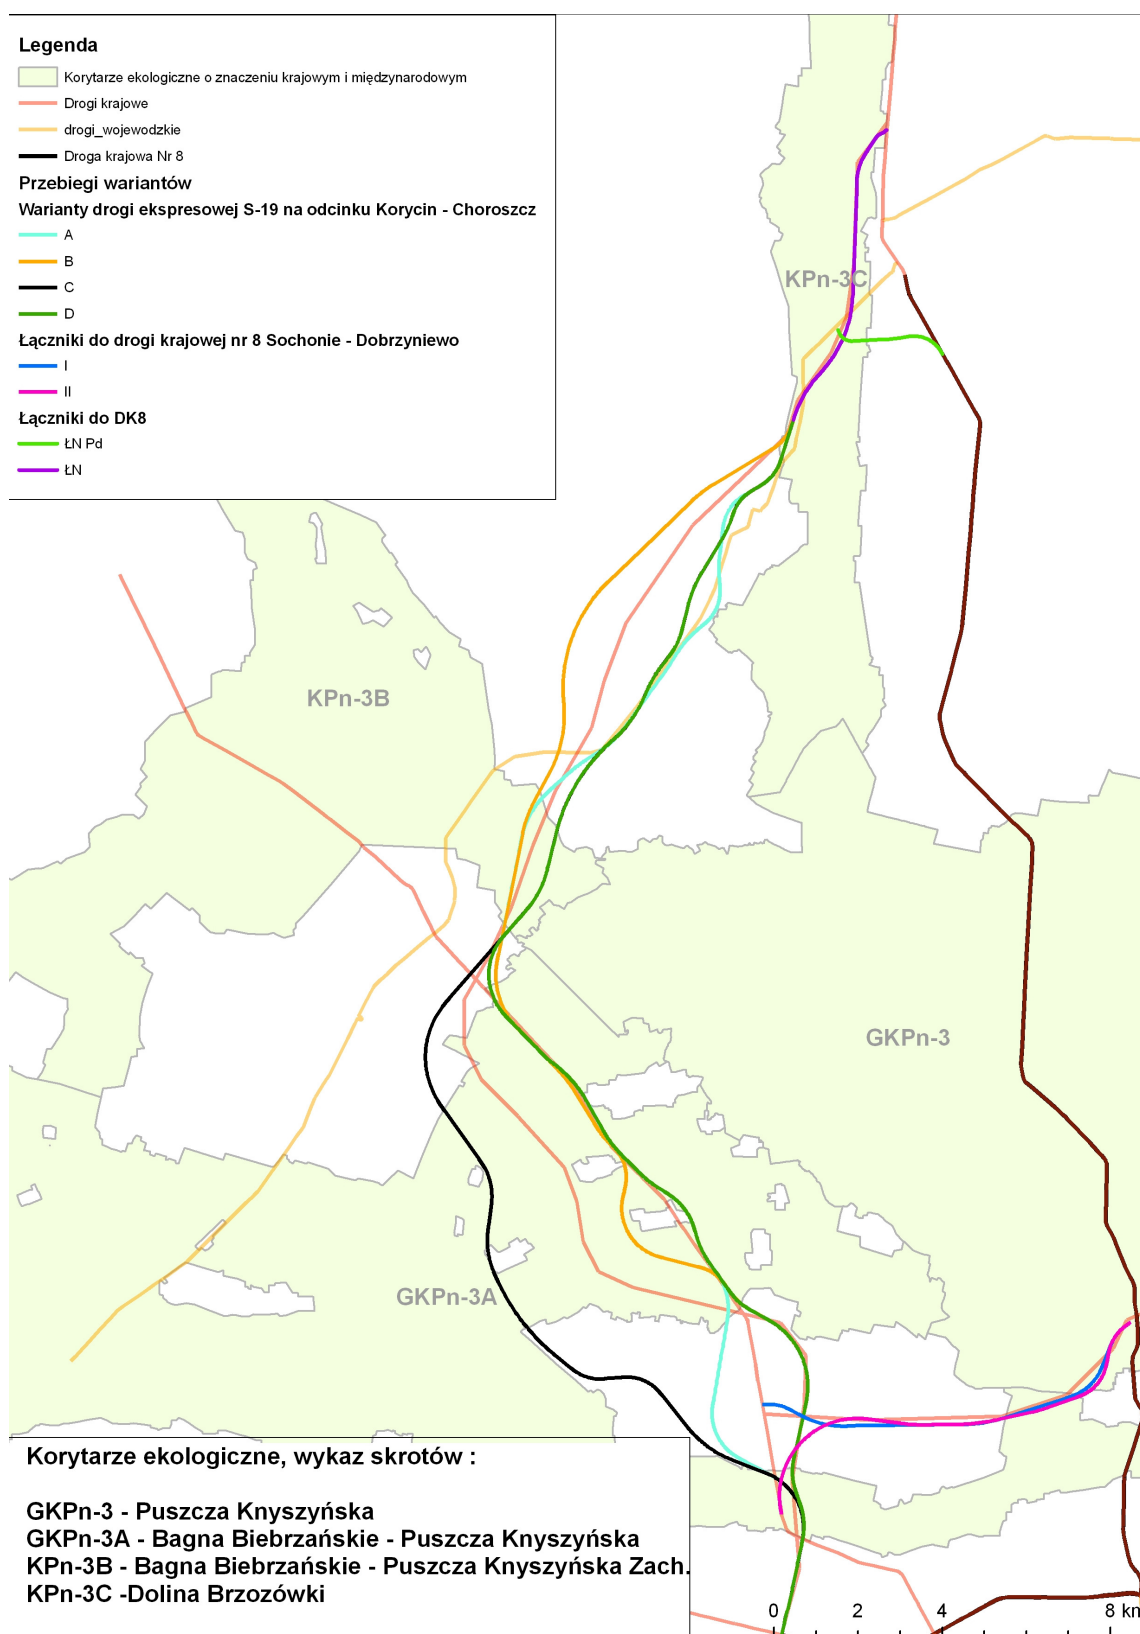 Legenda
Korytarze ekologiczne o znaczeniu krajowym i międzynarodowym
Drogi krajowe
drogi_wojewodzkie
Droga krajowa Nr 8
Przebiegi wariantów
Warianty drogi ekspresowej S-19 na odcinku Korycin - Choroszcz
A
B
C
D
Łączniki do drogi krajowej nr 8 Sochonie - Dobrzyniewo
I
II
Łączniki do DK8
ŁN Pd
ŁN
KPn-3C
KPn-3B
GKPn-3
GKPn-3A
Korytarze ekologiczne, wykaz skrotów :
GKPn-3 - Puszcza Knyszyńska
GKPn-3A - Bagna Biebrzańskie - Puszcza Knyszyńska
KPn-3B - Bagna Biebrzańskie - Puszcza Knyszyńska Zach.
KPn-3C -Dolina Brzozówki
0 2 4 8 km